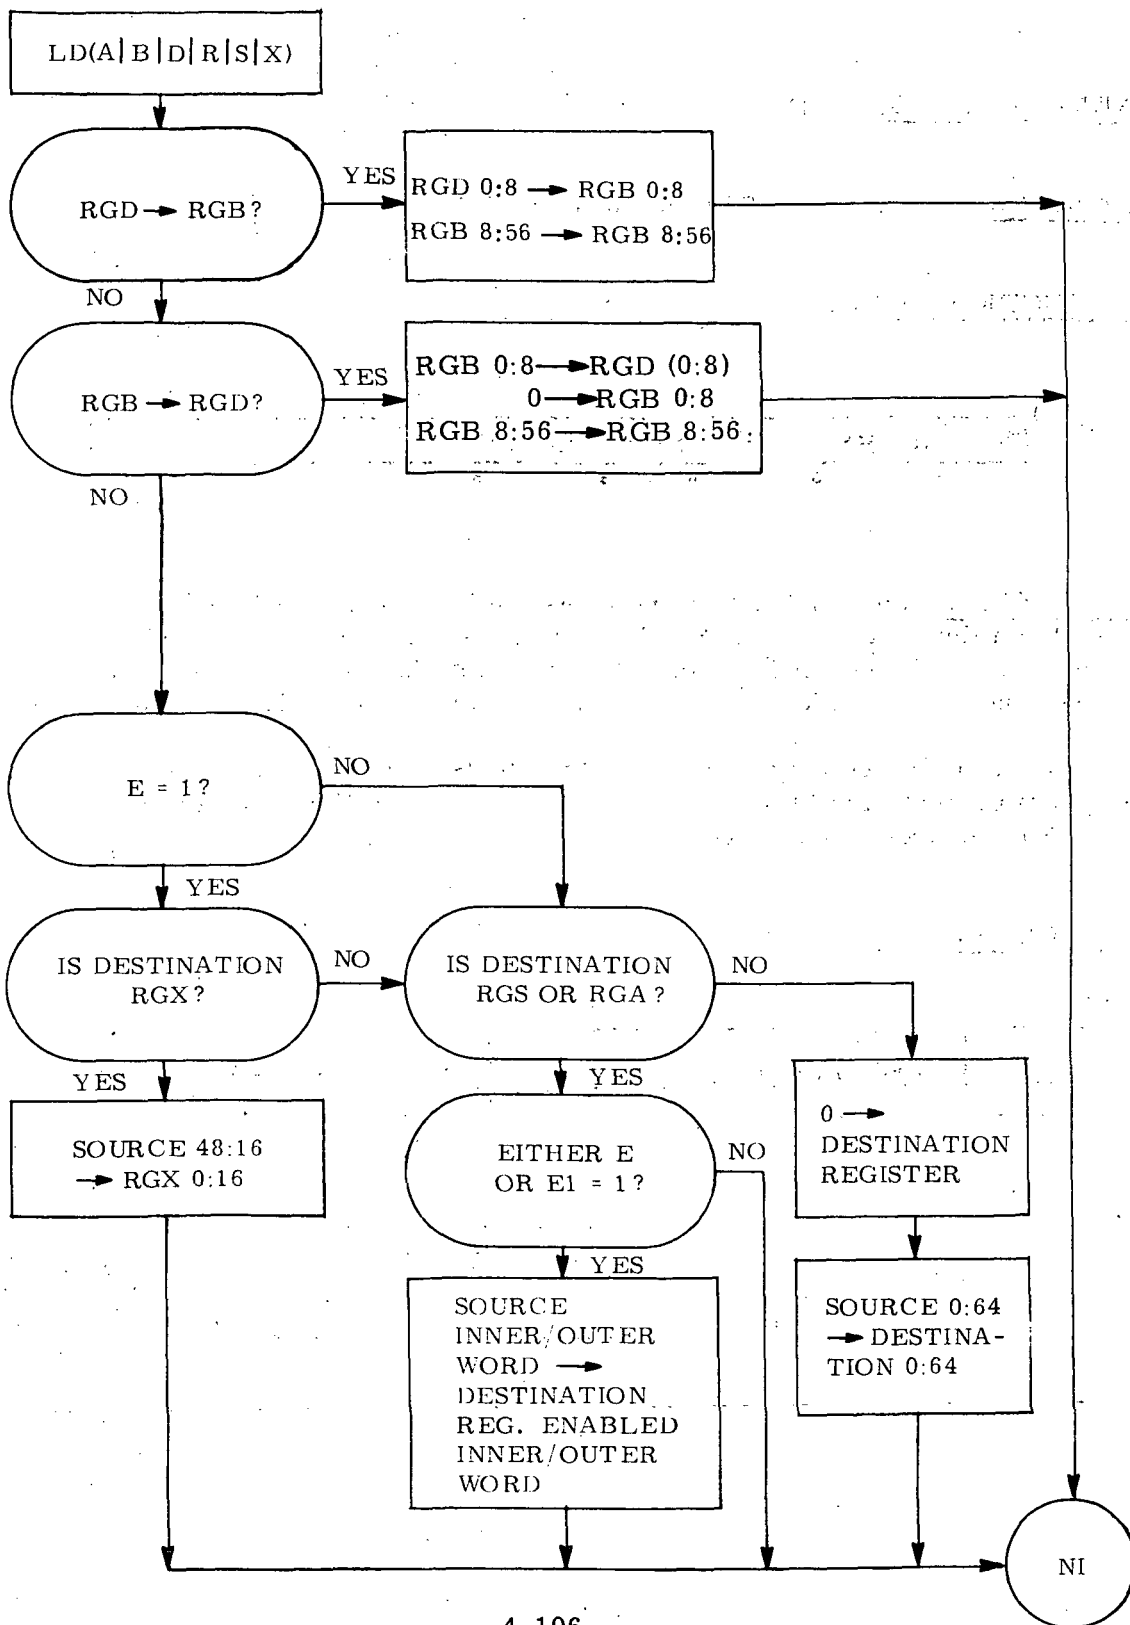 LD(A|B|D|R|S|X)
RGD → RGB?
YES
RGD 0:8 → RGB 0:8
RGB 8:56 → RGB 8:56
NO
RGB → RGD?
YES
RGB 0:8 → RGD (0:8)
0 → RGB 0:8
RGB 8:56 → RGB 8:56
NO
E = 1?
NO
YES
IS DESTINATION
RGX?
NO
IS DESTINATION
RGS OR RGA?
NO
YES
SOURCE 48:16
→ RGX 0:16
YES
EITHER E
OR E1 = 1?
NO
0 →
DESTINATION
REGISTER
YES
SOURCE
INNER/OUTER
WORD →
DESTINATION
REG. ENABLED
INNER/OUTER
WORD
SOURCE 0:64
→ DESTINA-
TION 0:64
NI
4-106